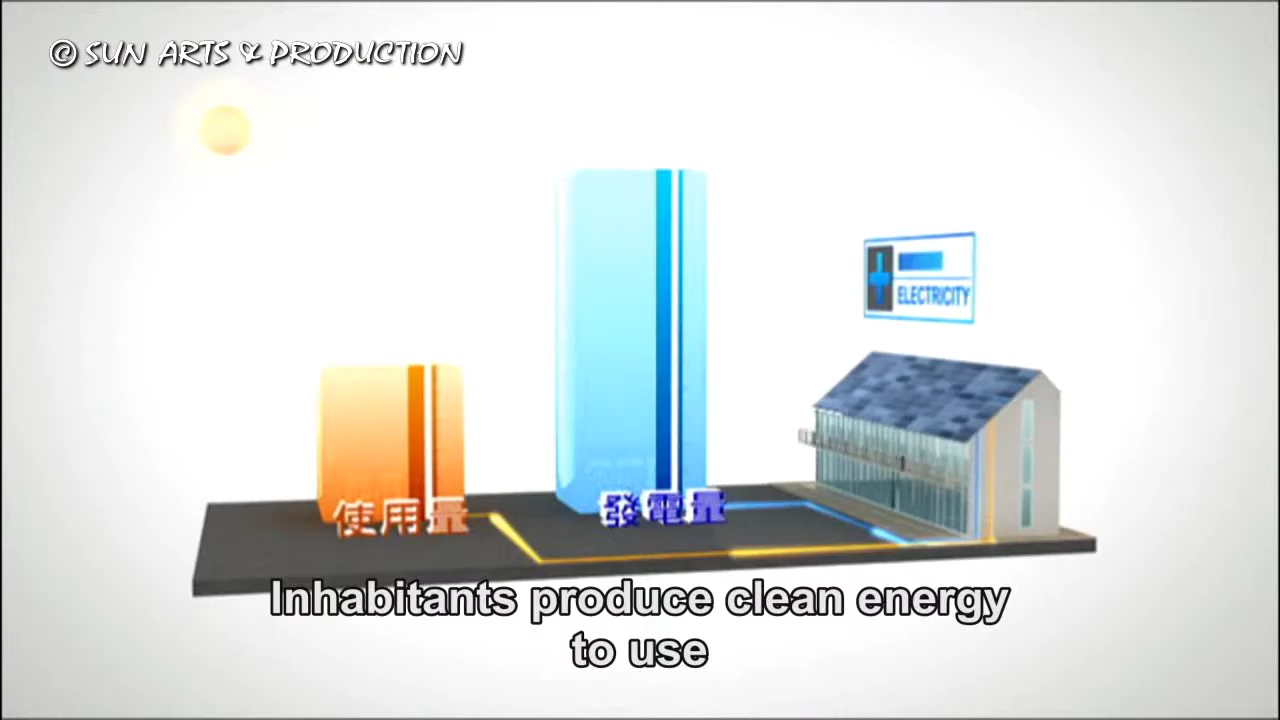 © SUN ARTS & PRODUCTION
ELECTRICITY
使用量
發電量
Inhabitants produce clean energy
to use